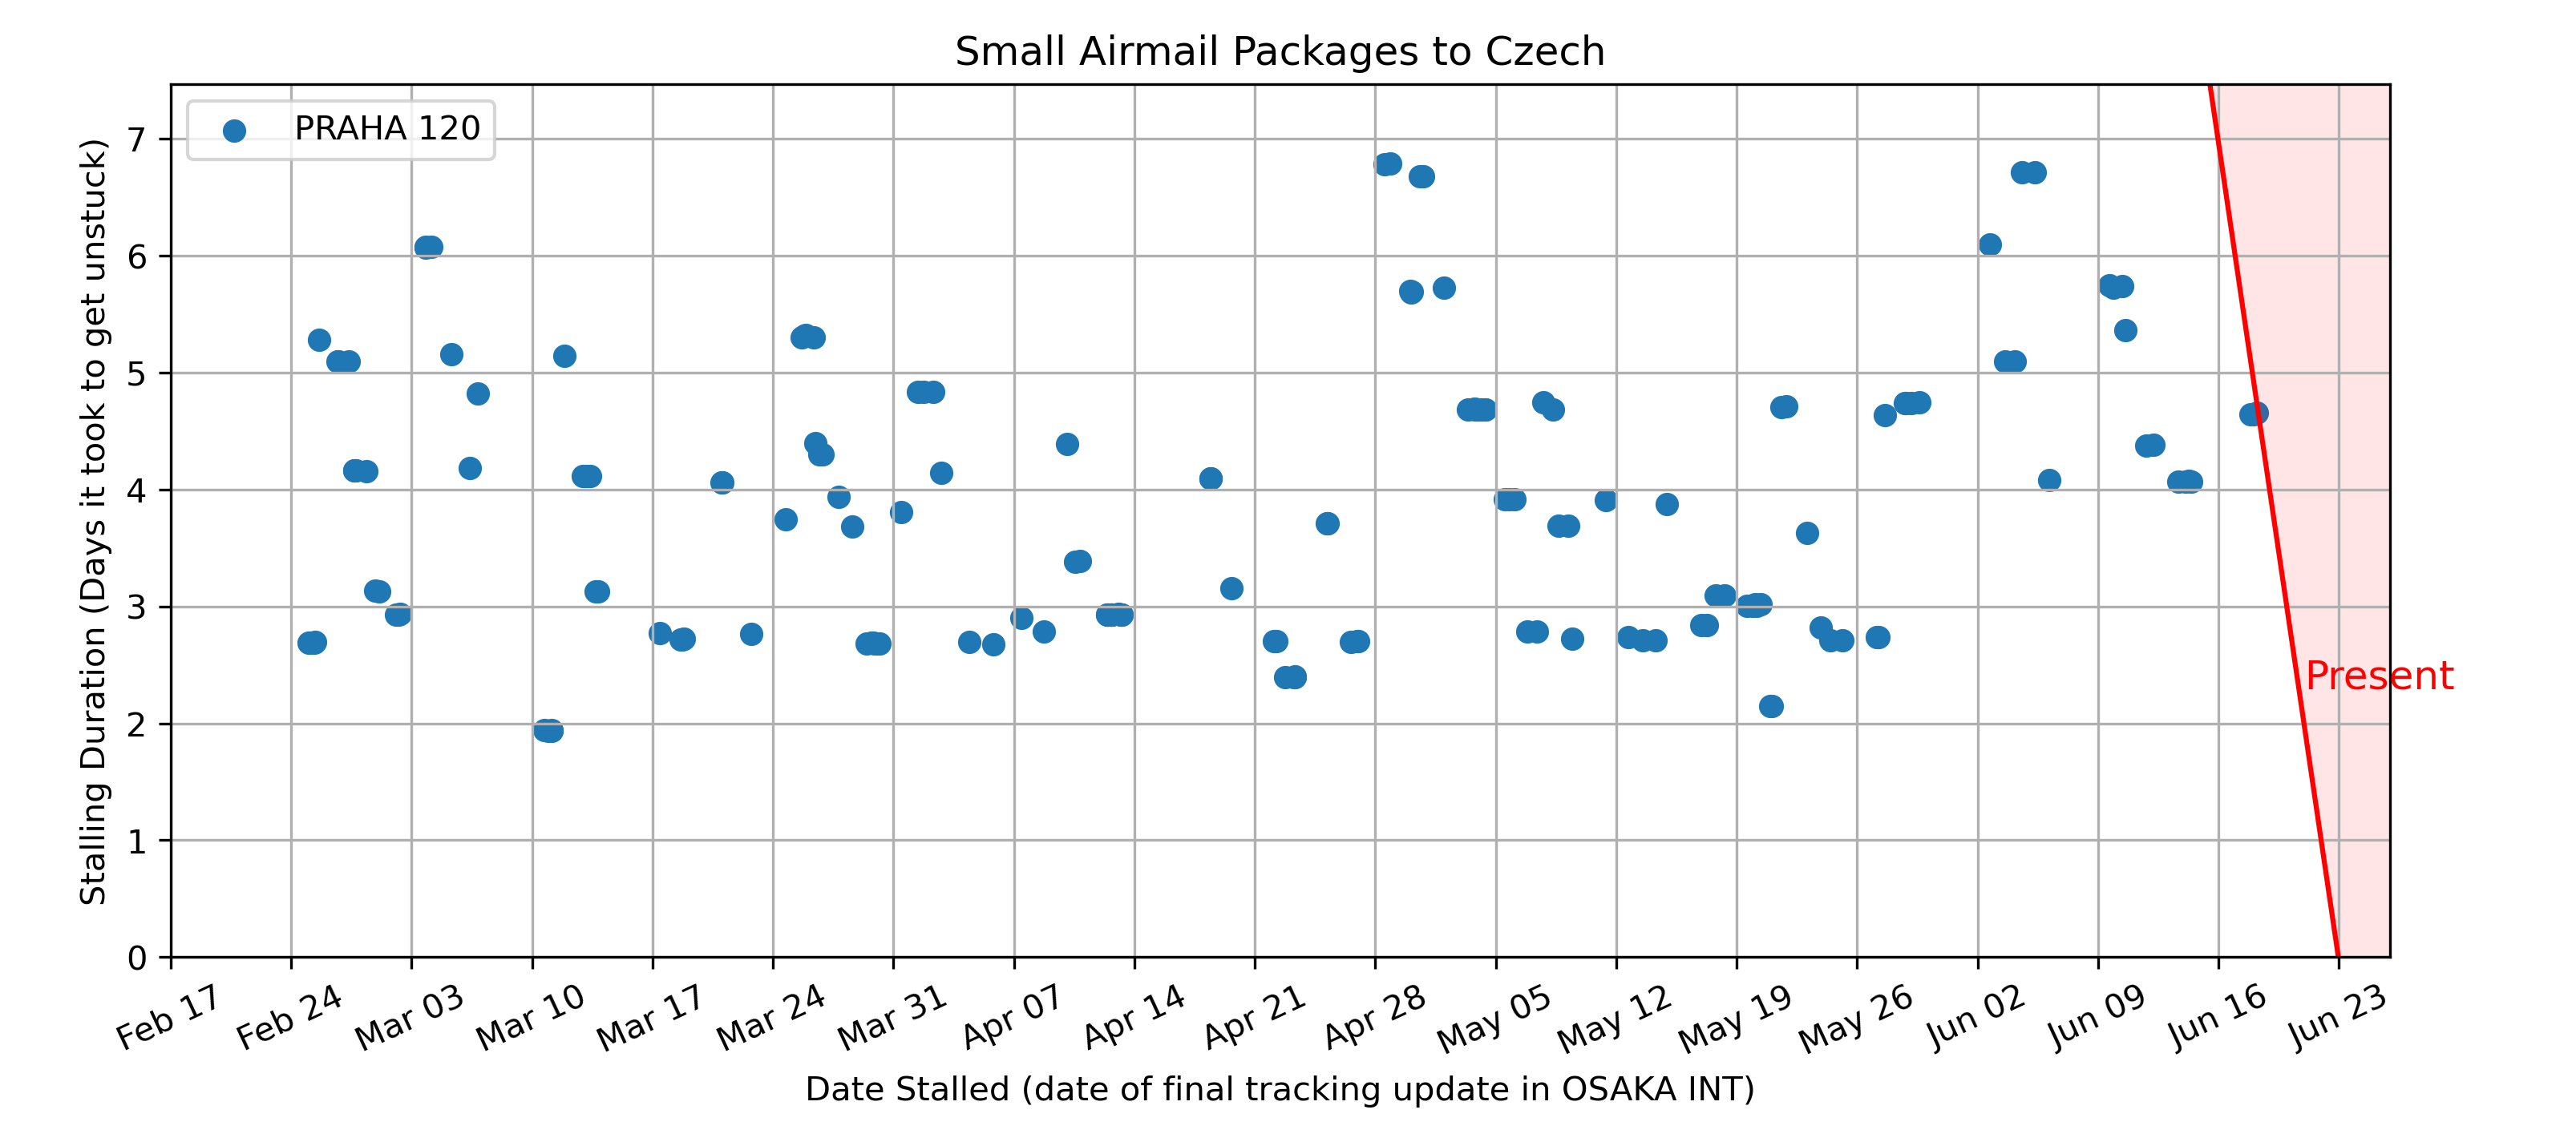 Small Airmail Packages to Czech
PRAHA 120
Stalling Duration (Days it took to get unstuck)
7
6
5
4
3
2
1
0
Present
Feb 17
Feb 24
Mar 03
Mar 10
Mar 17
Mar 24
Mar 31
Apr 07
Apr 14
Apr 21
Apr 28
May 05
May 12
May 19
May 26
Jun 02
Jun 09
Jun 16
Jun 23
Date Stalled (date of final tracking update in OSAKA INT)